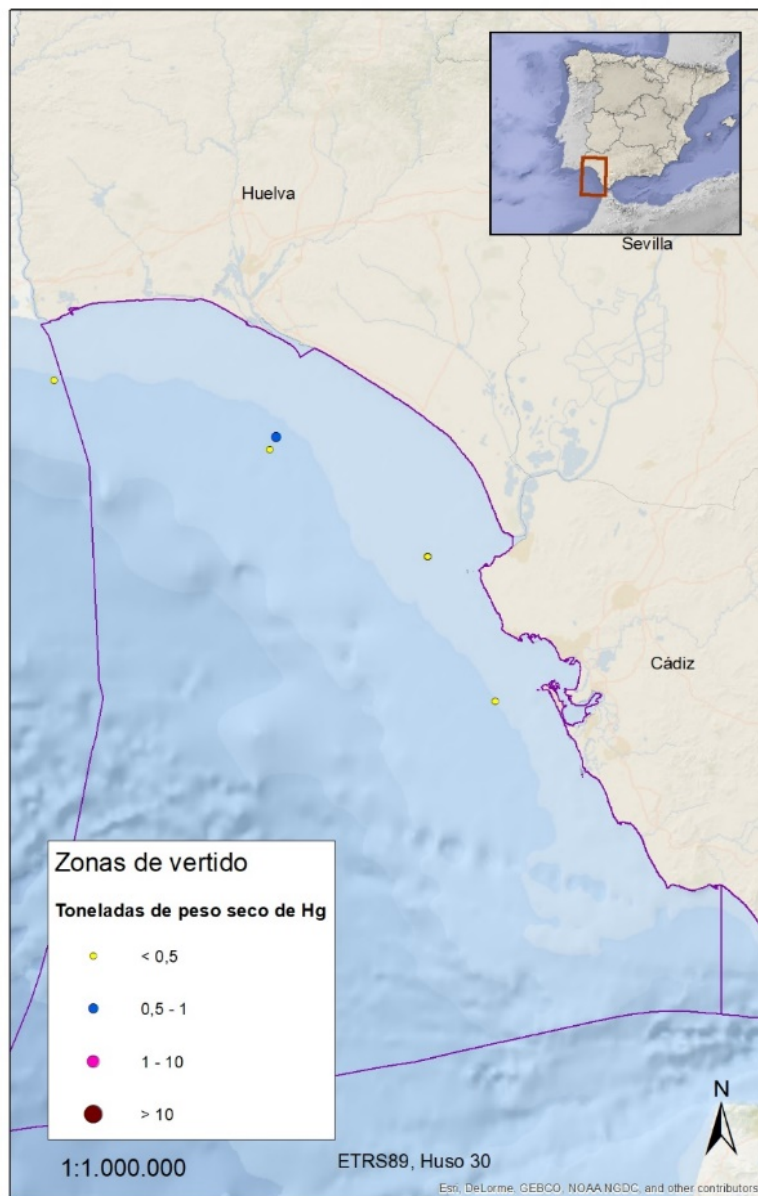 Huelva
Sevilla
Cádiz
Zonas de vertido
Toneladas de peso seco de Hg
< 0,5
0,5 - 1
1 - 10
> 10
N
1:1.000.000
ETRS89, Huso 30
Esri, DeLorme, GEBCO, NOAA NGDC, and other contributors